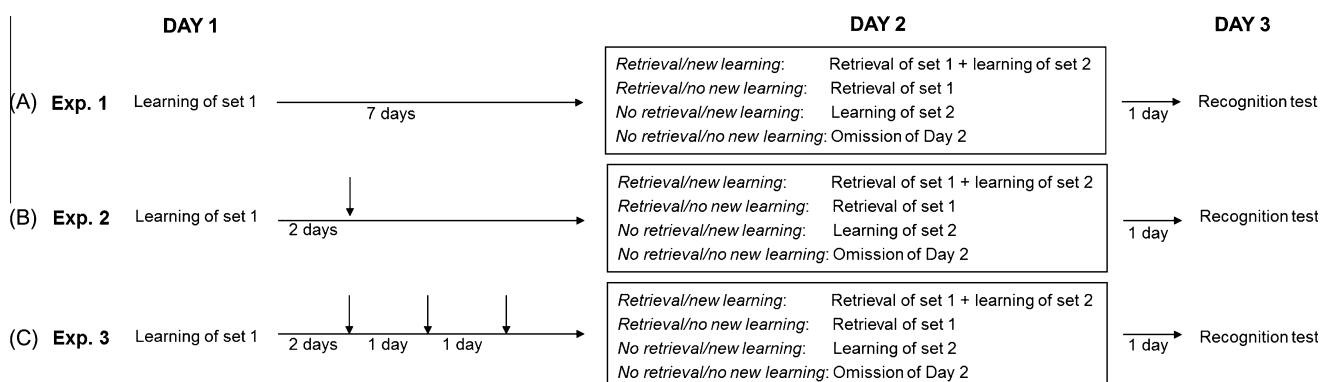 DAY 1 DAY 2 DAY 3
(A) Exp. 1 Learning of set 1 7 days
Retrieval/new learning: Retrieval of set 1 + learning of set 2
Retrieval/no new learning: Retrieval of set 1
No retrieval/new learning: Learning of set 2
No retrieval/no new learning: Omission of Day 2
1 day Recognition test
(B) Exp. 2 Learning of set 1 2 days
Retrieval/new learning: Retrieval of set 1 + learning of set 2
Retrieval/no new learning: Retrieval of set 1
No retrieval/new learning: Learning of set 2
No retrieval/no new learning: Omission of Day 2
1 day Recognition test
(C) Exp. 3 Learning of set 1 2 days 1 day 1 day
Retrieval/new learning: Retrieval of set 1 + learning of set 2
Retrieval/no new learning: Retrieval of set 1
No retrieval/new learning: Learning of set 2
No retrieval/no new learning: Omission of Day 2
1 day Recognition test